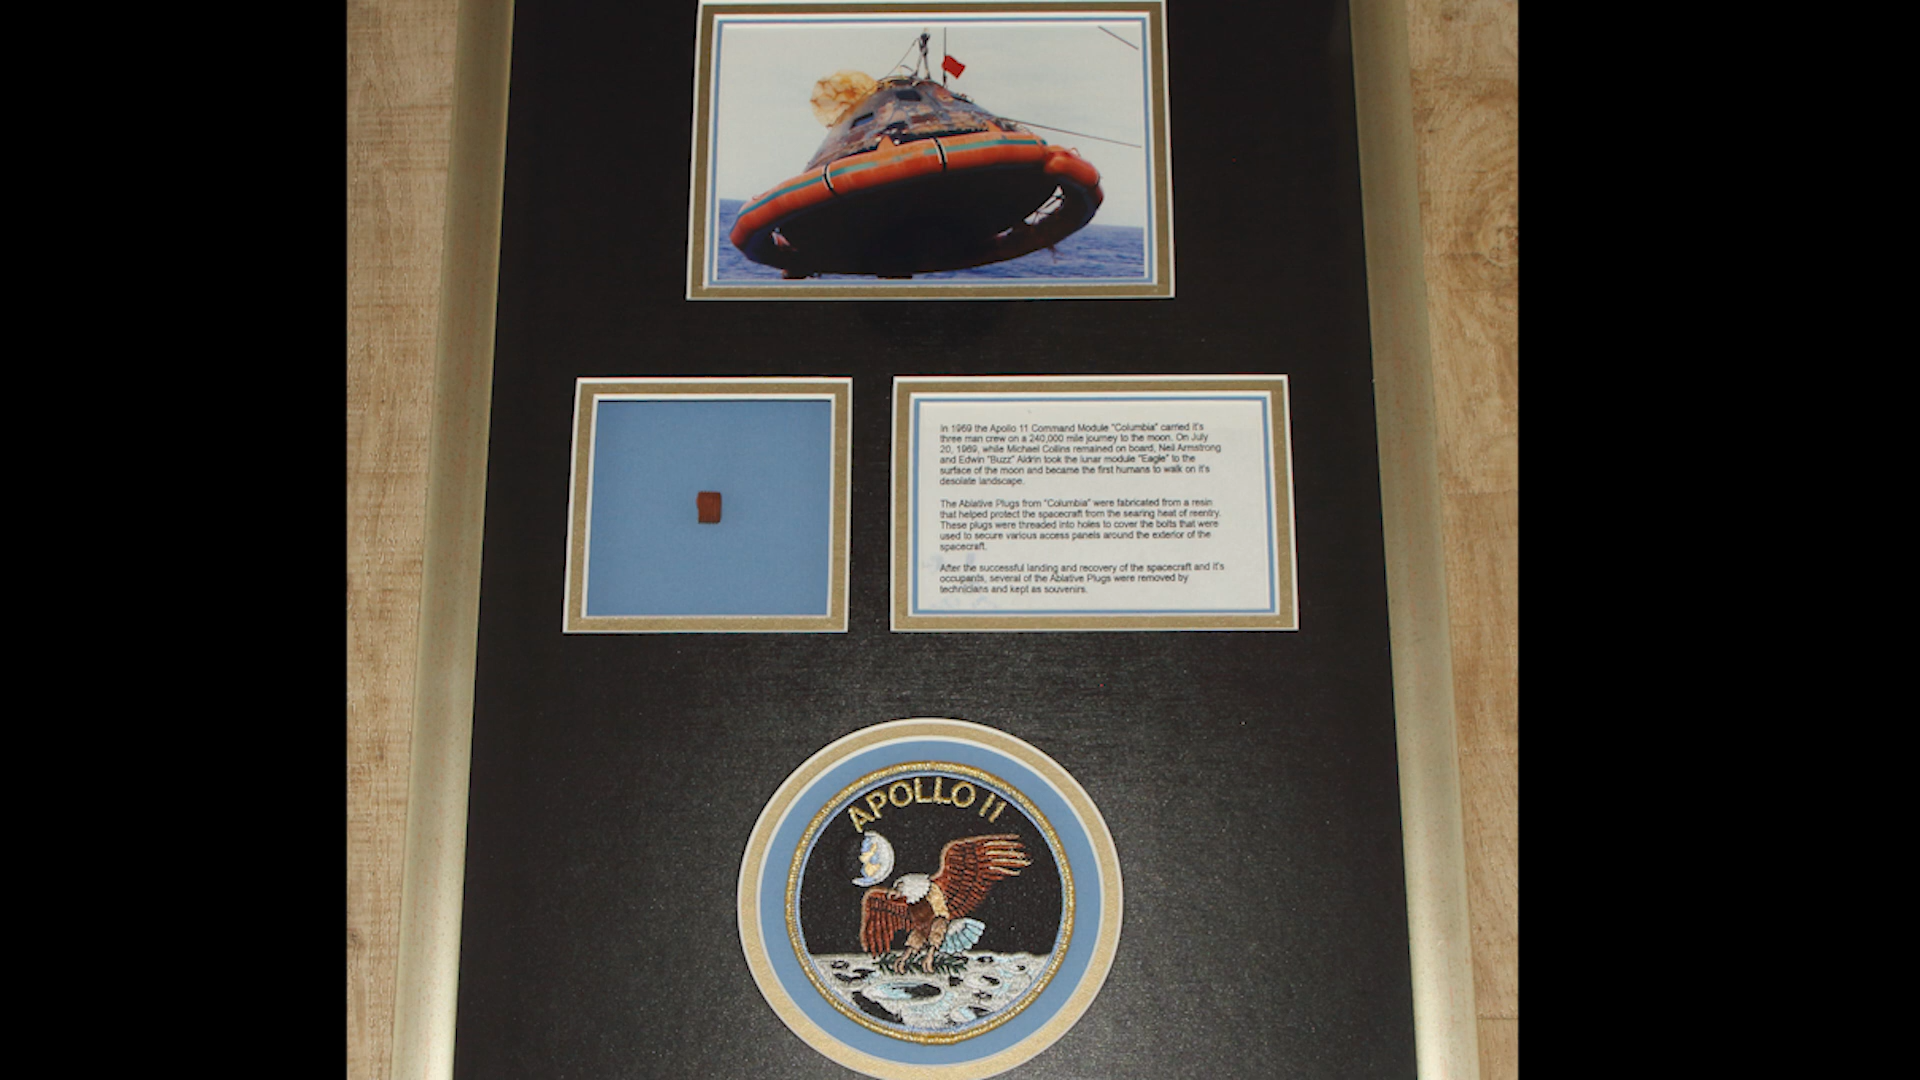 In 1969 the Apollo 11 Command Module "Columbia" carried it's
three man crew on a 240,000 mile journey to the moon. On July
20, 1969, while Michael Collins remained on board, Neil Armstrong
and Edwin "Buzz" Aldrin took the lunar module "Eagle" to the
surface of the moon and became the first humans to walk on it's
desolate landscape.
The Ablative Plugs from "Columbia" were fabricated from a resin
that helped protect the spacecraft from the searing heat of reentry.
These plugs were threaded into holes to cover the bolts that were
used to secure various access panels around the exterior of the
spacecraft.
After the successful landing and recovery of the spacecraft and it's
occupants, several of the Ablative Plugs were removed by
technicians and kept as souvenirs.
APOLLO 11